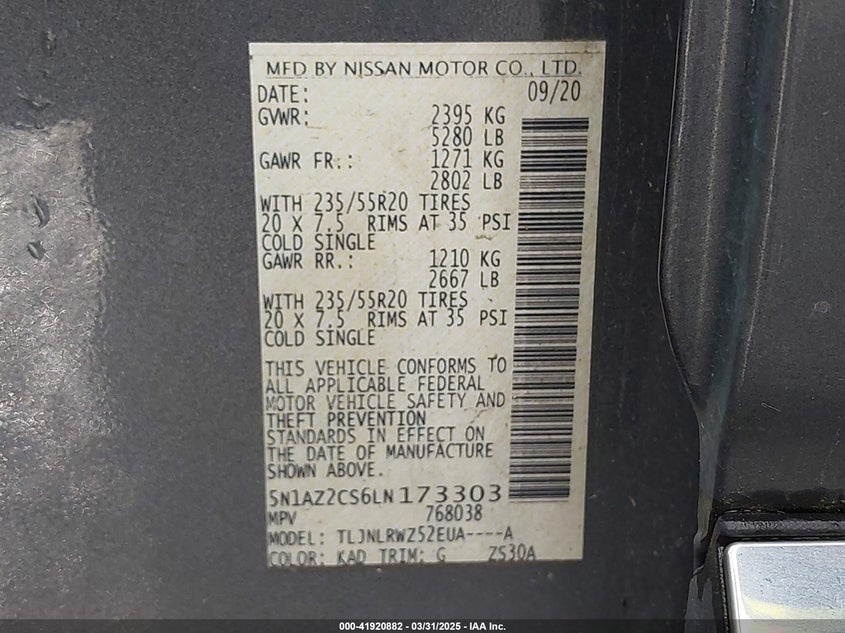 MFD BY NISSAN MOTOR CO., LTD.
DATE: 09/20
GVWR: 2395 KG
5280 LB
GAWR FR.: 1271 KG
2802 LB
WITH 235/55R20 TIRES
20 X 7.5 RIMS AT 35 PSI
COLD SINGLE
GAWR RR.: 1210 KG
2667 LB
WITH 235/55R20 TIRES
20 X 7.5 RIMS AT 35 PSI
COLD SINGLE
THIS VEHICLE CONFORMS TO
ALL APPLICABLE FEDERAL
MOTOR VEHICLE SAFETY AND
THEFT PREVENTION
STANDARDS IN EFFECT ON
THE DATE OF MANUFACTURE
SHOWN ABOVE.
5N1AZ2CS6LN173303
MPV 768038
MODEL: TLJNLRWZ52EUA----A
COLOR: KAD TRIM: G ZS30A
000-41920882 - 03/31/2025 - IAA Inc.